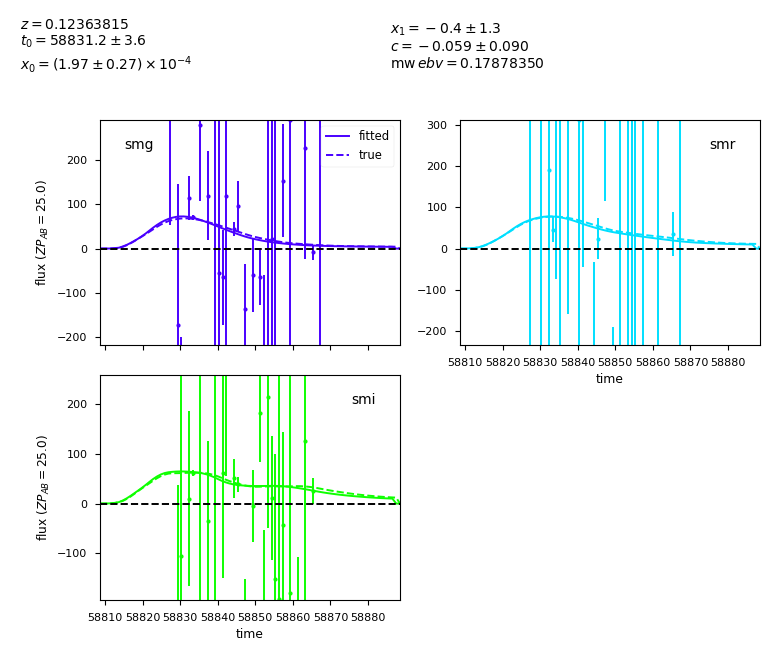 z = 0.12363815
t₀ = 58831.2 ± 3.6
x₀ = (1.97 ± 0.27) × 10⁻⁴
x₁ = −0.4 ± 1.3
c = −0.059 ± 0.090
mw ebv = 0.17878350
smg
fitted
true
200
100
0
−100
−200
flux (ZP_AB = 25.0)
smr
300
200
100
0
−100
−200
58810 58820 58830 58840 58850 58860 58870 58880
time
smi
200
100
0
−100
flux (ZP_AB = 25.0)
58810 58820 58830 58840 58850 58860 58870 58880
time